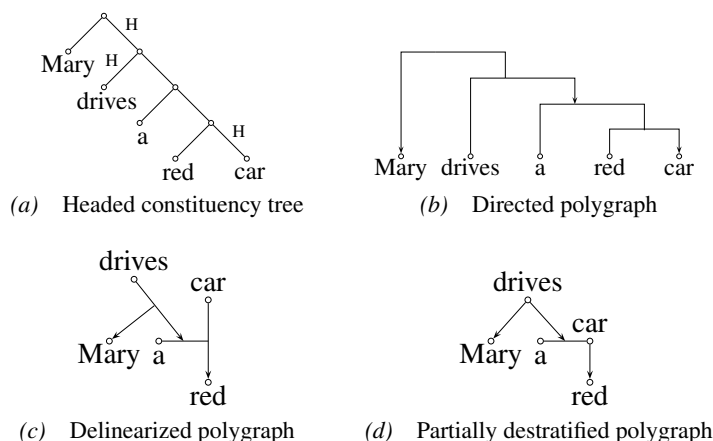 H
Mary H
drives
a H
red car
(a) Headed constituency tree
Mary drives a red car
(b) Directed polygraph
drives
car
Mary a
red
(c) Delinearized polygraph
drives
car
Mary a
red
(d) Partially destratified polygraph